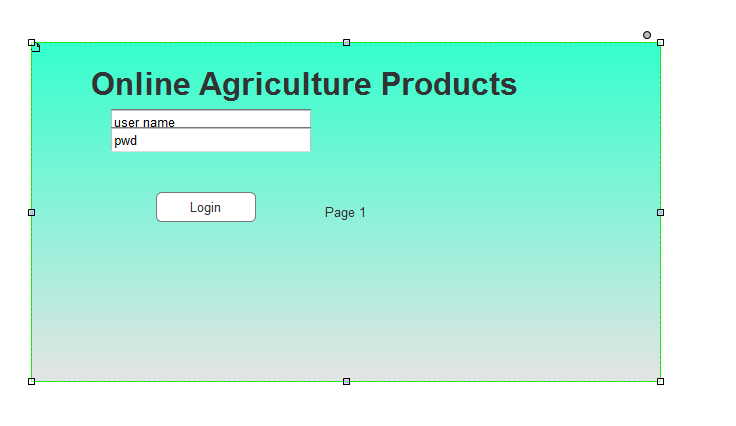 Online Agriculture Products
user name
pwd
Login
Page 1